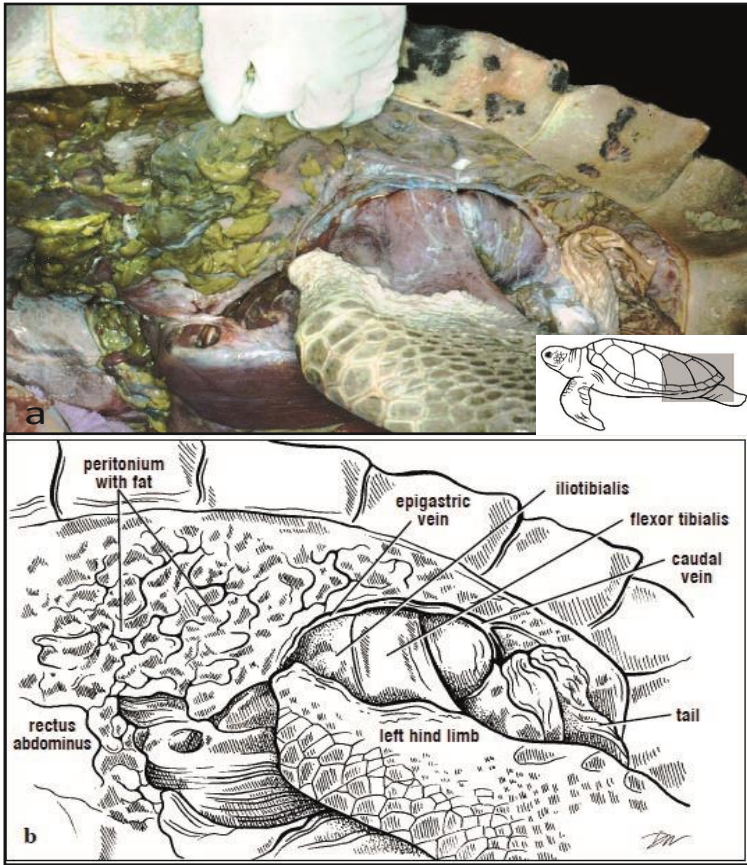 a
peritonium
with fat
epigastric
vein
iliotibialis
flexor tibialis
caudal
vein
rectus
abdominus
left hind limb
tail
b